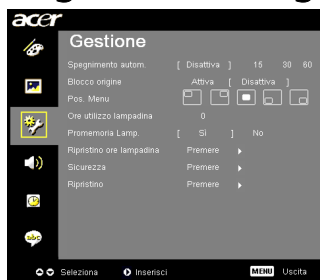 acer
Gestione
Spegnimento autom. [ Disattiva ] 15 30 60
Blocco origine Attiva [ Disattiva ]
Pos. Menu
Ore utilizzo lampadina 0
Promemoria Lamp. [ Sì ] No
Ripristino ore lampadina Premere
Sicurezza Premere
Ripristino Premere
abc
Seleziona Inserisci MENU Uscita